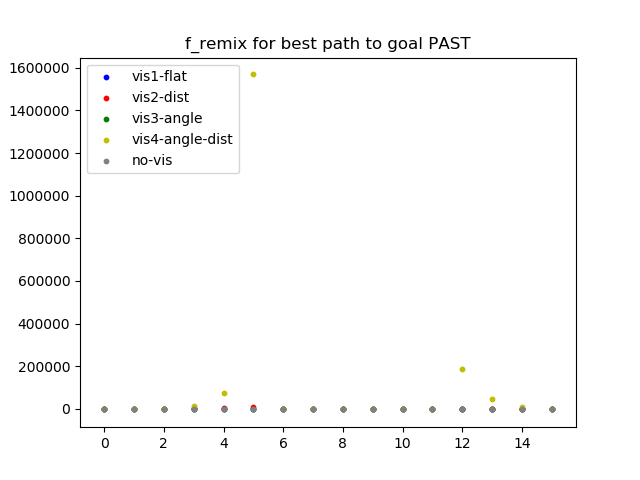 f_remix for best path to goal PAST
1600000
1400000
1200000
1000000
800000
600000
400000
200000
0
vis1-flat
vis2-dist
vis3-angle
vis4-angle-dist
no-vis
0 2 4 6 8 10 12 14